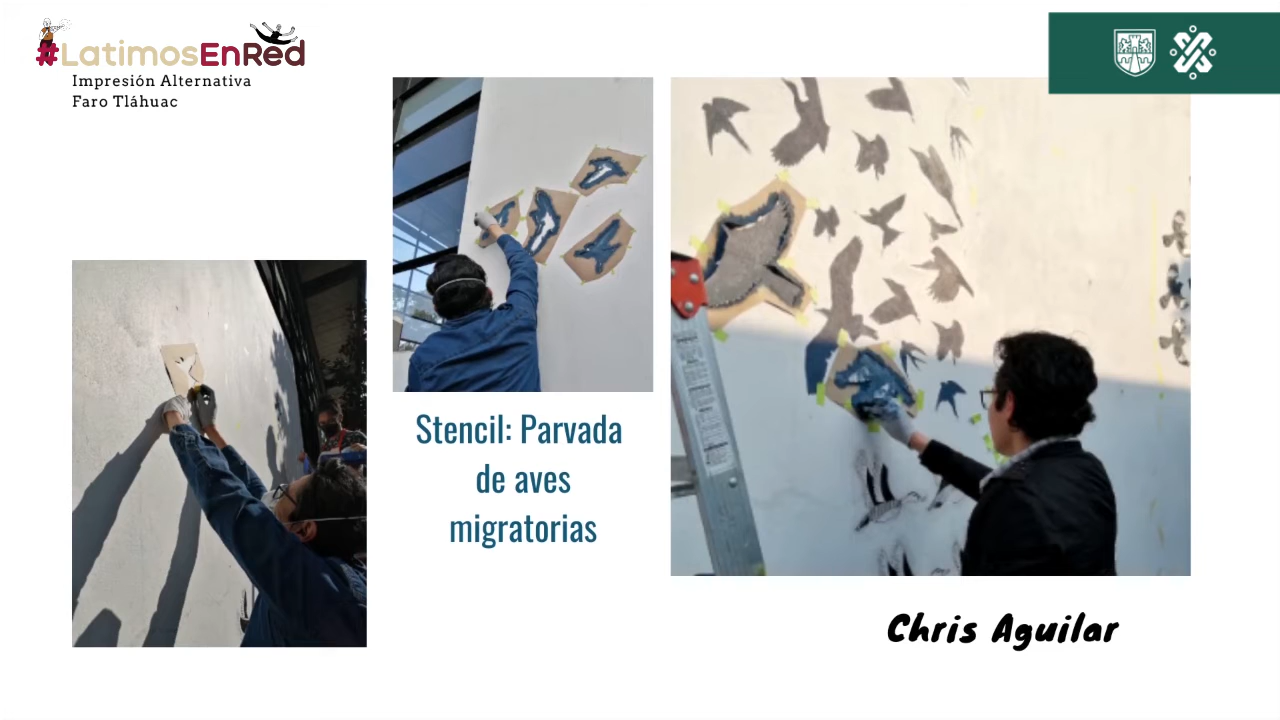 #LatimosEnRed
Impresión Alternativa
Faro Tláhuac
Stencil: Parvada
de aves
migratorias
Chris Aguilar